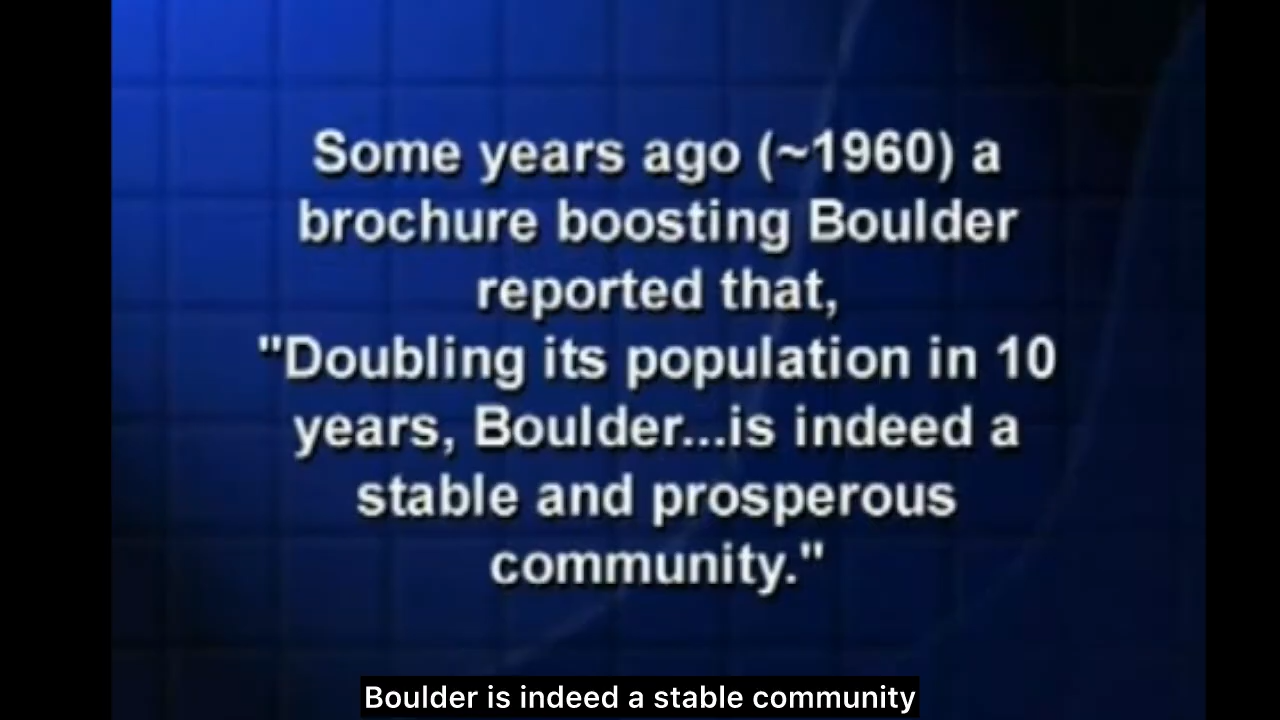 Some years ago (~1960) a
brochure boosting Boulder
reported that,
"Doubling its population in 10
years, Boulder...is indeed a
stable and prosperous
community."
Boulder is indeed a stable community